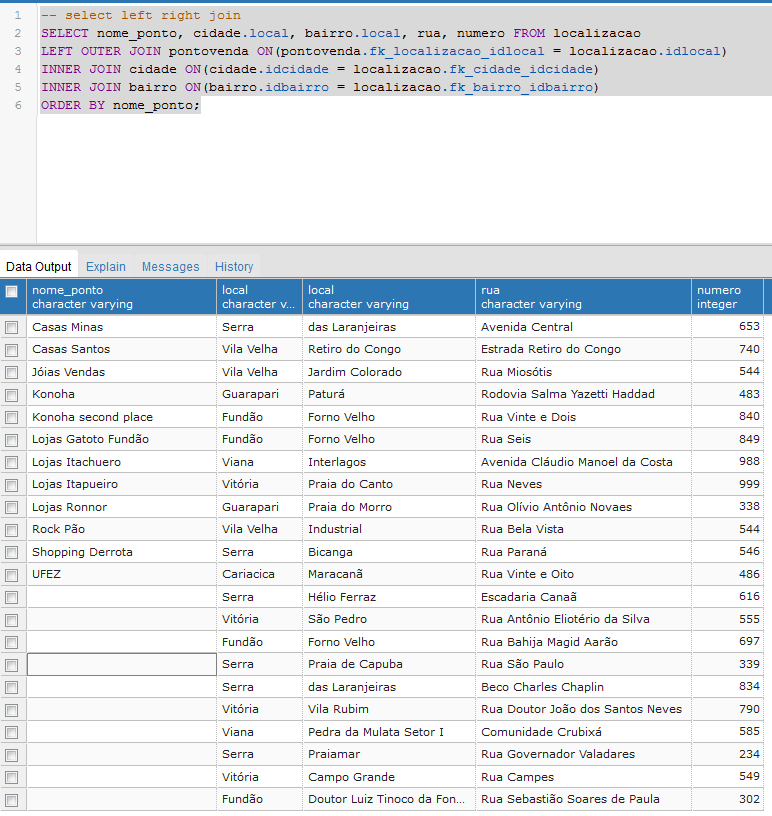 1 -- select left right join
2 SELECT nome_ponto, cidade.local, bairro.local, rua, numero FROM localizacao
3 LEFT OUTER JOIN pontovenda ON(pontovenda.fk_localizacao_idlocal = localizacao.idlocal)
4 INNER JOIN cidade ON(cidade.idcidade = localizacao.fk_cidade_idcidade)
5 INNER JOIN bairro ON(bairro.idbairro = localizacao.fk_bairro_idbairro)
6 ORDER BY nome_ponto;
Data Output Explain Messages History
nome_ponto local local rua numero
character varying character v... character varying character varying integer
Casas Minas Serra das Laranjeiras Avenida Central 653
Casas Santos Vila Velha Retiro do Congo Estrada Retiro do Congo 740
Jóias Vendas Vila Velha Jardim Colorado Rua Miosótis 544
Konoha Guarapari Paturá Rodovia Salma Yazetti Haddad 483
Konoha second place Fundão Forno Velho Rua Vinte e Dois 840
Lojas Gatoto Fundão Fundão Forno Velho Rua Seis 849
Lojas Itachuero Viana Interlagos Avenida Cláudio Manoel da Costa 988
Lojas Itapueiro Vitória Praia do Canto Rua Neves 999
Lojas Ronnor Guarapari Praia do Morro Rua Olívio Antônio Novaes 338
Rock Pão Vila Velha Industrial Rua Bela Vista 544
Shopping Derrota Serra Bicanga Rua Paraná 546
UFEZ Cariacica Maracanã Rua Vinte e Oito 486
Serra Hélio Ferraz Escadaria Canaã 616
Vitória São Pedro Rua Antônio Eliotério da Silva 555
Fundão Forno Velho Rua Bahija Magid Aarão 697
Serra Praia de Capuba Rua São Paulo 339
Serra das Laranjeiras Beco Charles Chaplin 834
Vitória Vila Rubim Rua Doutor João dos Santos Neves 790
Viana Pedra da Mulata Setor I Comunidade Crubixá 585
Serra Praiamar Rua Governador Valadares 234
Vitória Campo Grande Rua Campes 549
Fundão Doutor Luiz Tinoco da Fon... Rua Sebastião Soares de Paula 302